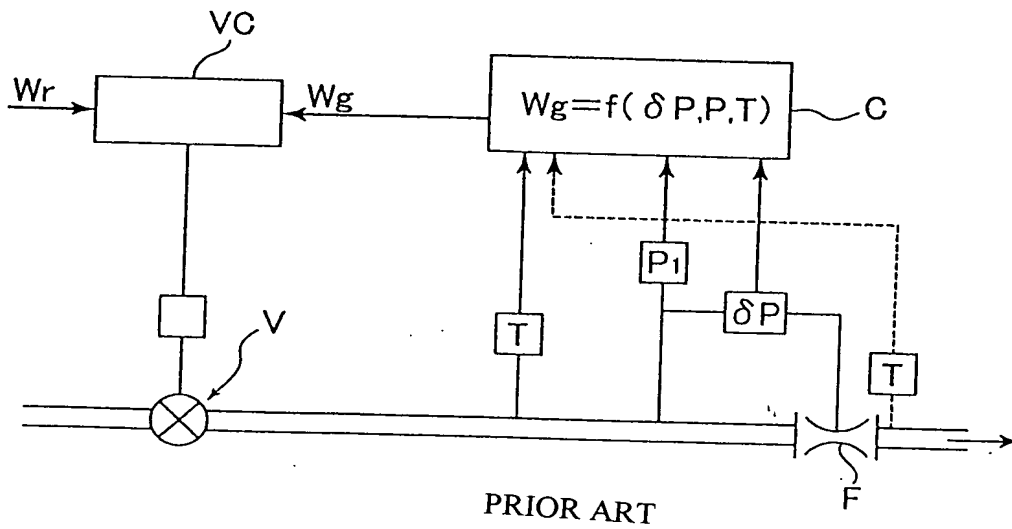 VC
Wr
Wg
Wg=f(δP,P,T)
C
P1
δP
T
T
V
F
PRIOR ART